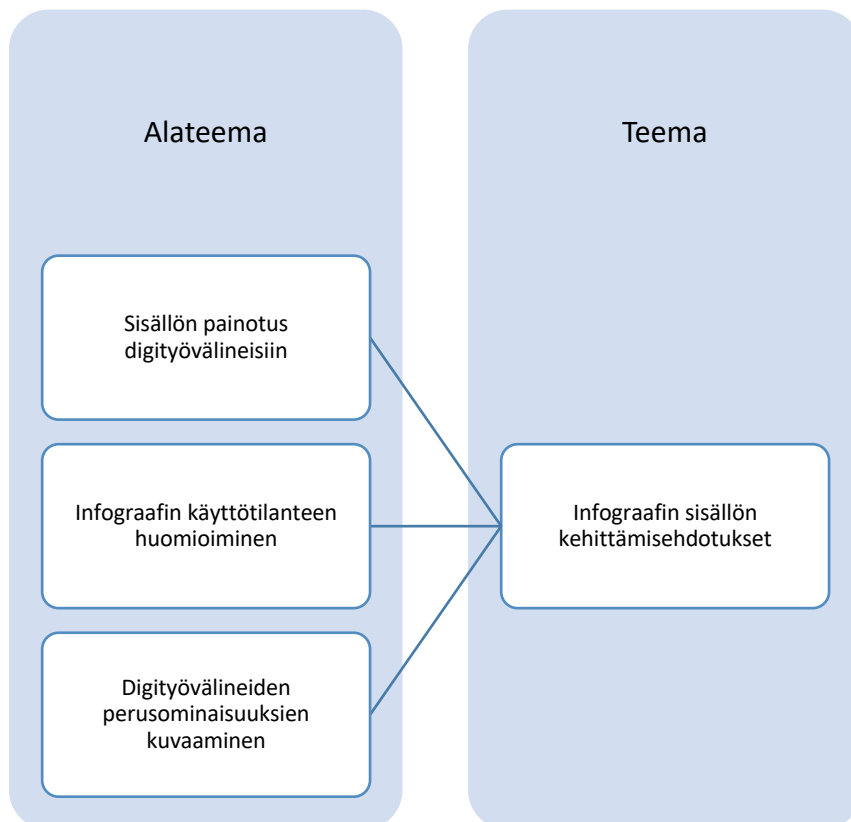 Alateema
Teema
Sisällön painotus
digityövälineisiin
Infograafin käyttötilanteen
huomioiminen
Infograafin sisällön
kehittämisehdotukset
Digityövälineiden
perusominaisuuksien
kuvaaminen